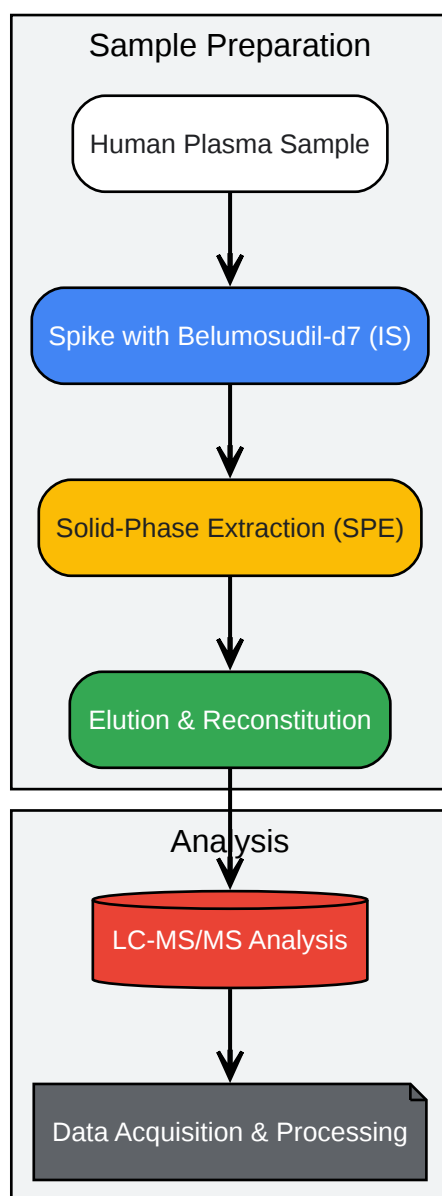 Sample Preparation
Human Plasma Sample
Spike with Belumosudil-d7 (IS)
Solid-Phase Extraction (SPE)
Elution & Reconstitution
Analysis
LC-MS/MS Analysis
Data Acquisition & Processing